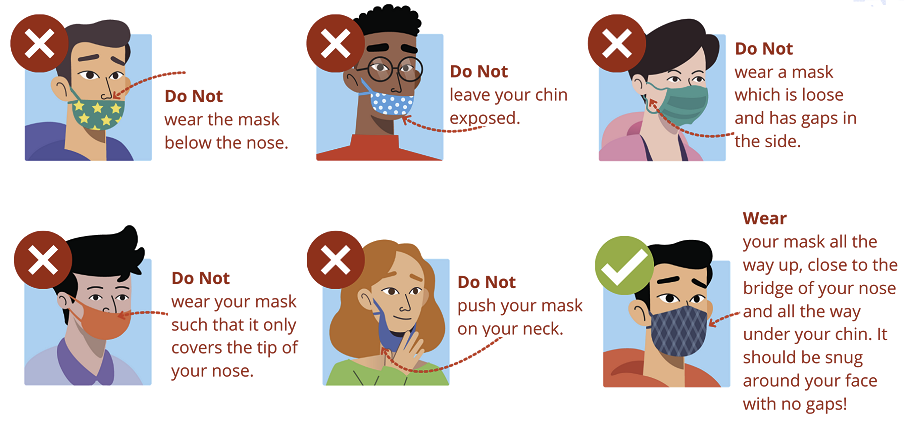 Do Not
wear the mask
below the nose.
Do Not
leave your chin
exposed.
Do Not
wear a mask
which is loose
and has gaps in
the side.
Do Not
wear your mask
such that it only
covers the tip of
your nose.
Do Not
push your mask
on your neck.
Wear
your mask all the
way up, close to the
bridge of your nose
and all the way
under your chin. It
should be snug
around your face
with no gaps!